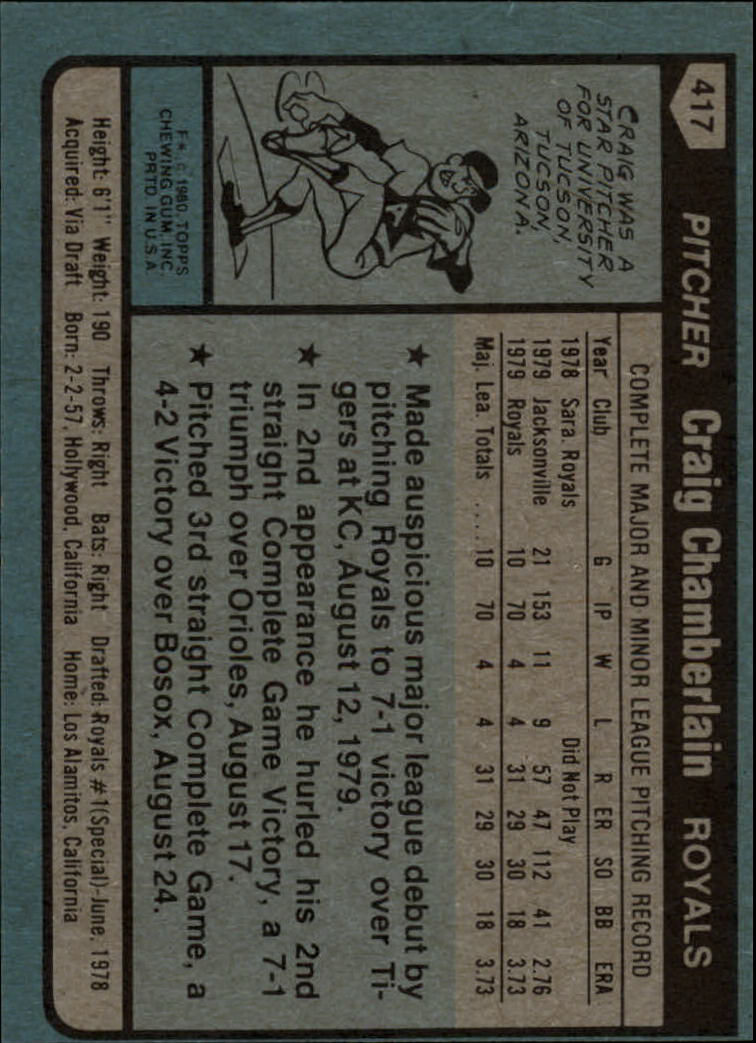 417 PITCHER Craig Chamberlain ROYALS
CRAIG WAS A
STAR PITCHER
FOR UNIVERSITY
OF TUCSON,
TUCSON,
ARIZONA.
COMPLETE MAJOR AND MINOR LEAGUE PITCHING RECORD
Year Club G IP W L R ER SO BB ERA
1978 Sara. Royals Did Not Play
1979 Jacksonville 21 153 11 9 57 47 112 41 2.76
1979 Royals 10 70 4 4 31 29 30 18 3.73
Maj. Lea. Totals .... 10 70 4 4 31 29 30 18 3.73
★ Made auspicious major league debut by
pitching Royals to 7-1 victory over Ti-
gers at KC, August 12, 1979.
★ In 2nd appearance he hurled his 2nd
straight Complete Game Victory, a 7-1
triumph over Orioles, August 17.
★ Pitched 3rd straight Complete Game, a
4-2 Victory over Bosox, August 24.
A
© 1980 TOPPS
CHEWING GUM, INC.
PRTD. IN U.S.A.
Height: 6'1" Weight: 190 Throws: Right Bats: Right Drafted: Royals #1(Special)-June, 1978
Acquired: Via Draft Born: 2-2-57, Hollywood, California Home: Los Alamitos, California